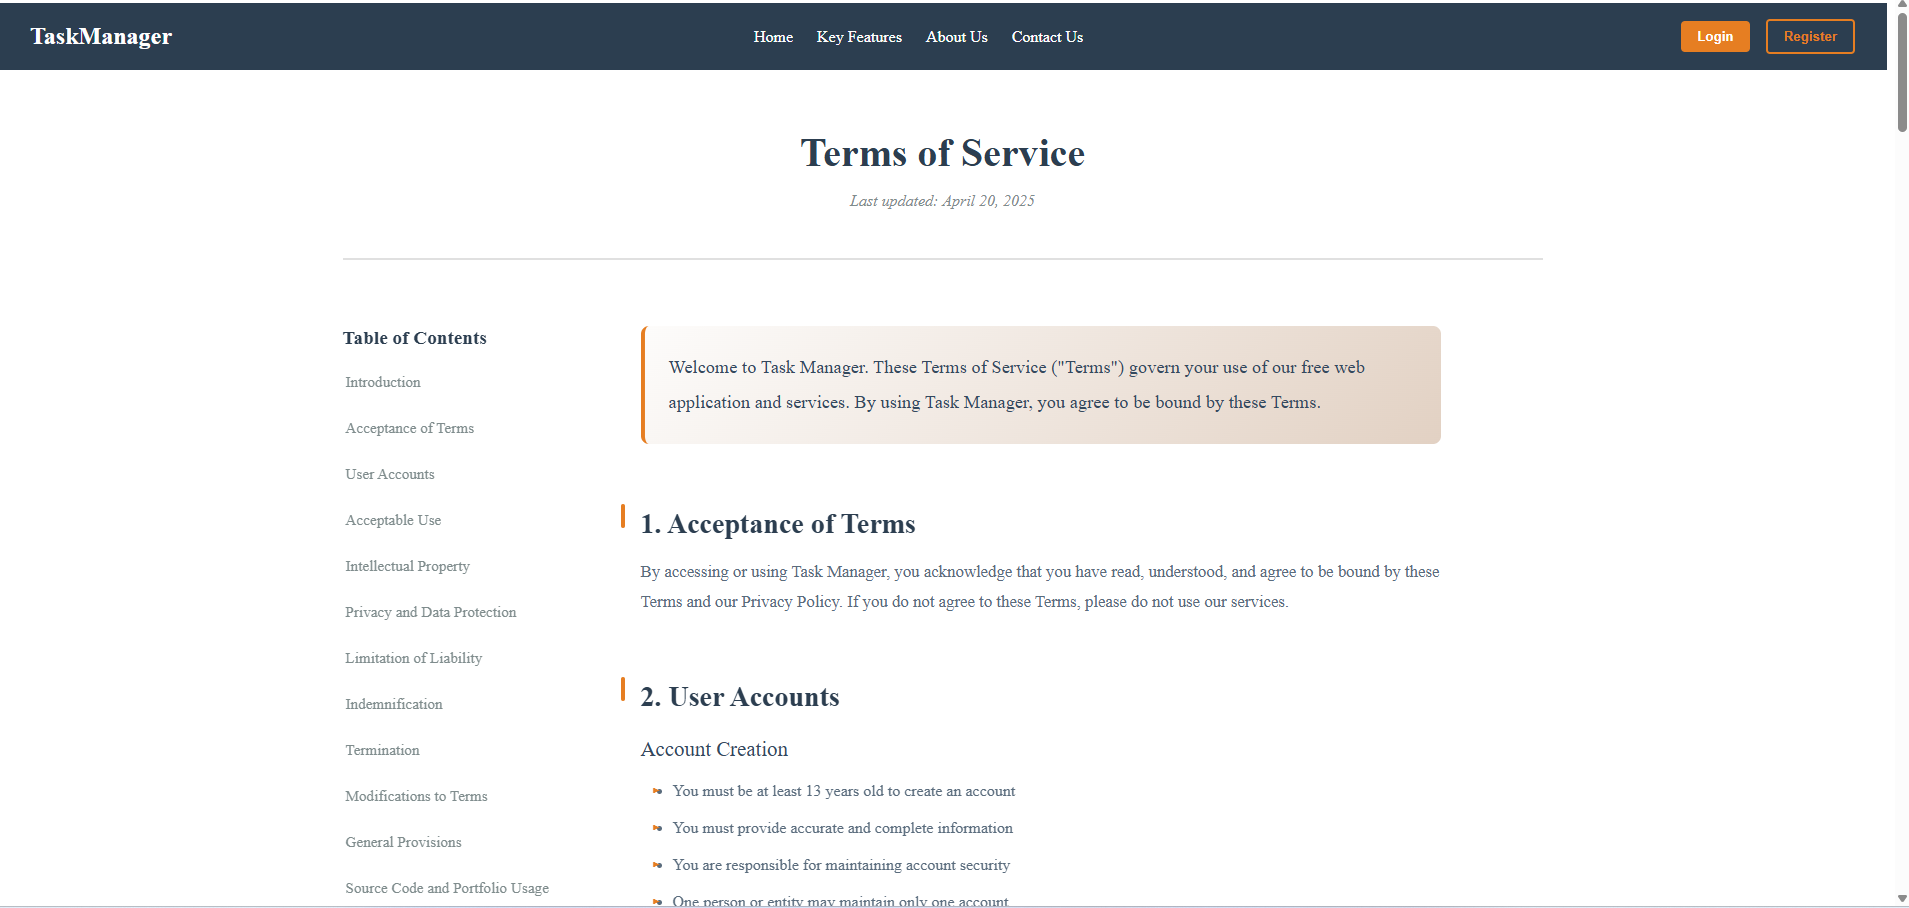 TaskManager
Home
Key Features
About Us
Contact Us
Login
Register
Terms of Service
Last updated: April 20, 2025
Table of Contents
Introduction
Acceptance of Terms
User Accounts
Acceptable Use
Intellectual Property
Privacy and Data Protection
Limitation of Liability
Indemnification
Termination
Modifications to Terms
General Provisions
Source Code and Portfolio Usage
Welcome to Task Manager. These Terms of Service ("Terms") govern your use of our free web
application and services. By using Task Manager, you agree to be bound by these Terms.
1. Acceptance of Terms
By accessing or using Task Manager, you acknowledge that you have read, understood, and agree to be bound by these
Terms and our Privacy Policy. If you do not agree to these Terms, please do not use our services.
2. User Accounts
Account Creation
You must be at least 13 years old to create an account
You must provide accurate and complete information
You are responsible for maintaining account security
One person or entity may maintain only one account